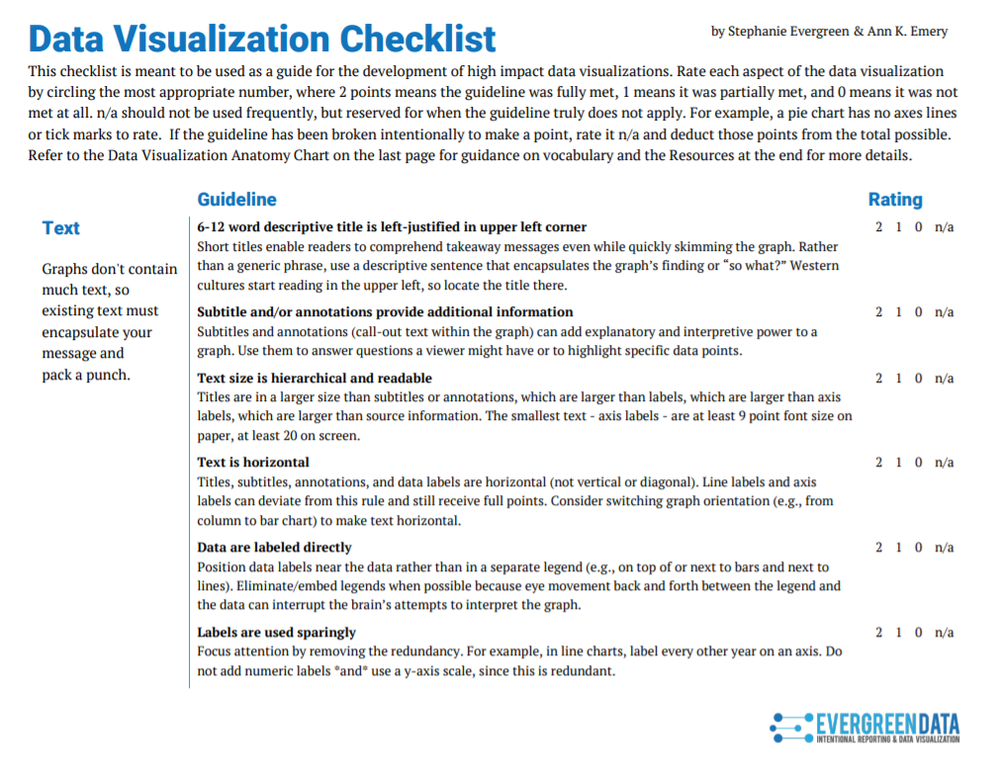 Data Visualization Checklist
by Stephanie Evergreen & Ann K. Emery
This checklist is meant to be used as a guide for the development of high impact data visualizations. Rate each aspect of the data visualization
by circling the most appropriate number, where 2 points means the guideline was fully met, 1 means it was partially met, and 0 means it was not
met at all. n/a should not be used frequently, but reserved for when the guideline truly does not apply. For example, a pie chart has no axes lines
or tick marks to rate.  If the guideline has been broken intentionally to make a point, rate it n/a and deduct those points from the total possible.
Refer to the Data Visualization Anatomy Chart on the last page for guidance on vocabulary and the Resources at the end for more details.
Guideline
Rating
Text
Graphs don't contain
much text, so
existing text must
encapsulate your
message and
pack a punch.
6-12 word descriptive title is left-justified in upper left corner
2 1 0 n/a
Short titles enable readers to comprehend takeaway messages even while quickly skimming the graph. Rather
than a generic phrase, use a descriptive sentence that encapsulates the graph's finding or “so what?” Western
cultures start reading in the upper left, so locate the title there.
Subtitle and/or annotations provide additional information
2 1 0 n/a
Subtitles and annotations (call-out text within the graph) can add explanatory and interpretive power to a
graph. Use them to answer questions a viewer might have or to highlight specific data points.
Text size is hierarchical and readable
2 1 0 n/a
Titles are in a larger size than subtitles or annotations, which are larger than labels, which are larger than axis
labels, which are larger than source information. The smallest text - axis labels - are at least 9 point font size on
paper, at least 20 on screen.
Text is horizontal
2 1 0 n/a
Titles, subtitles, annotations, and data labels are horizontal (not vertical or diagonal). Line labels and axis
labels can deviate from this rule and still receive full points. Consider switching graph orientation (e.g., from
column to bar chart) to make text horizontal.
Data are labeled directly
2 1 0 n/a
Position data labels near the data rather than in a separate legend (e.g., on top of or next to bars and next to
lines). Eliminate/embed legends when possible because eye movement back and forth between the legend and
the data can interrupt the brain's attempts to interpret the graph.
Labels are used sparingly
2 1 0 n/a
Focus attention by removing the redundancy. For example, in line charts, label every other year on an axis. Do
not add numeric labels *and* use a y-axis scale, since this is redundant.
EVERGREENDATA
INTENTIONAL REPORTING & DATA VISUALIZATION